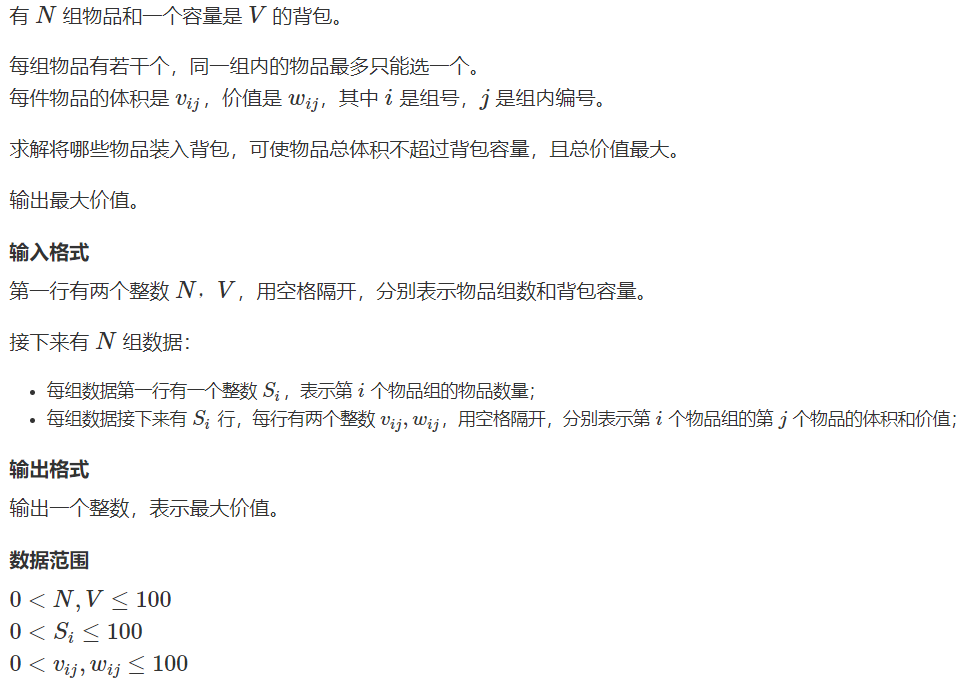 有 N 组物品和一个容量是 V 的背包。
每组物品有若干个，同一组内的物品最多只能选一个。
每件物品的体积是 v_{ij}，价值是 w_{ij}，其中 i 是组号，j 是组内编号。
求解将哪些物品装入背包，可使物品总体积不超过背包容量，且总价值最大。
输出最大价值。
输入格式
第一行有两个整数 N，V，用空格隔开，分别表示物品组数和背包容量。
接下来有 N 组数据：
• 每组数据第一行有一个整数 S_i，表示第 i 个物品组的物品数量；
• 每组数据接下来有 S_i 行，每行有两个整数 v_{ij}, w_{ij}，用空格隔开，分别表示第 i 个物品组的第 j 个物品的体积和价值；
输出格式
输出一个整数，表示最大价值。
数据范围
0 < N, V ≤ 100
0 < S_i ≤ 100
0 < v_{ij}, w_{ij} ≤ 100